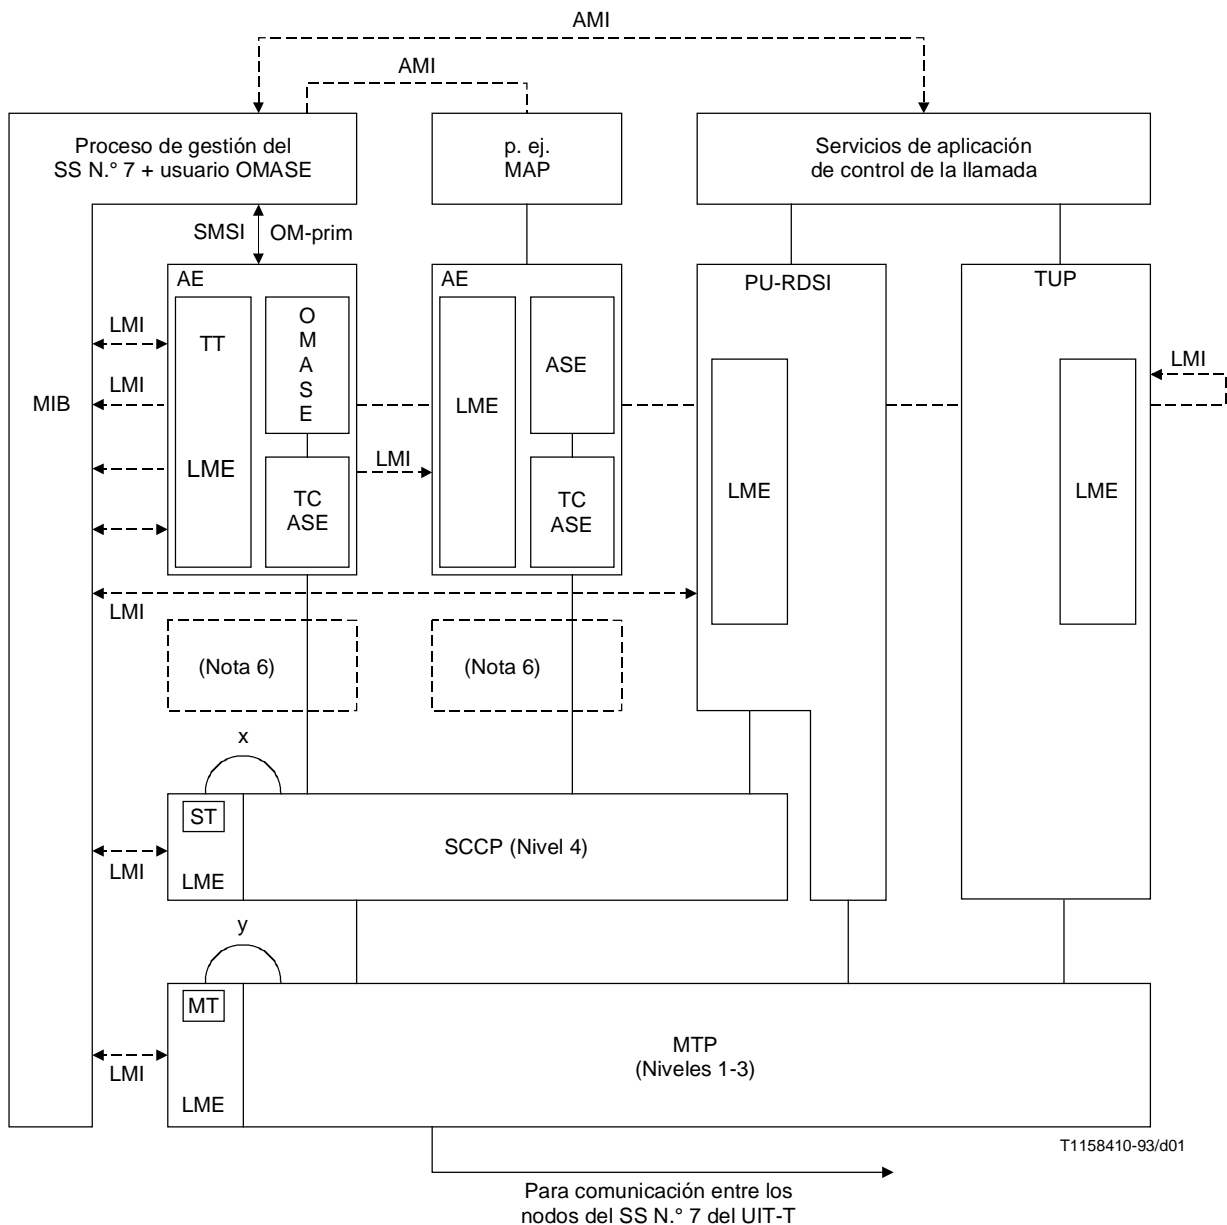 AMI
AMI
Proceso de gestión del
SS N.° 7 + usuario OMASE
p. ej.
MAP
Servicios de aplicación
de control de la llamada
SMSI
OM-prim
AE
AE
PU-RDSI
TUP
O
M
A
S
E
LMI
TT
ASE
LMI
MIB
LMI
LME
LME
LMI
LME
LME
TC
ASE
TC
ASE
LMI
(Nota 6)
(Nota 6)
x
ST
SCCP (Nivel 4)
LMI
LME
y
MT
MTP
(Niveles 1-3)
LMI
LME
T1158410-93/d01
Para comunicación entre los
nodos del SS N.° 7 del UIT-T